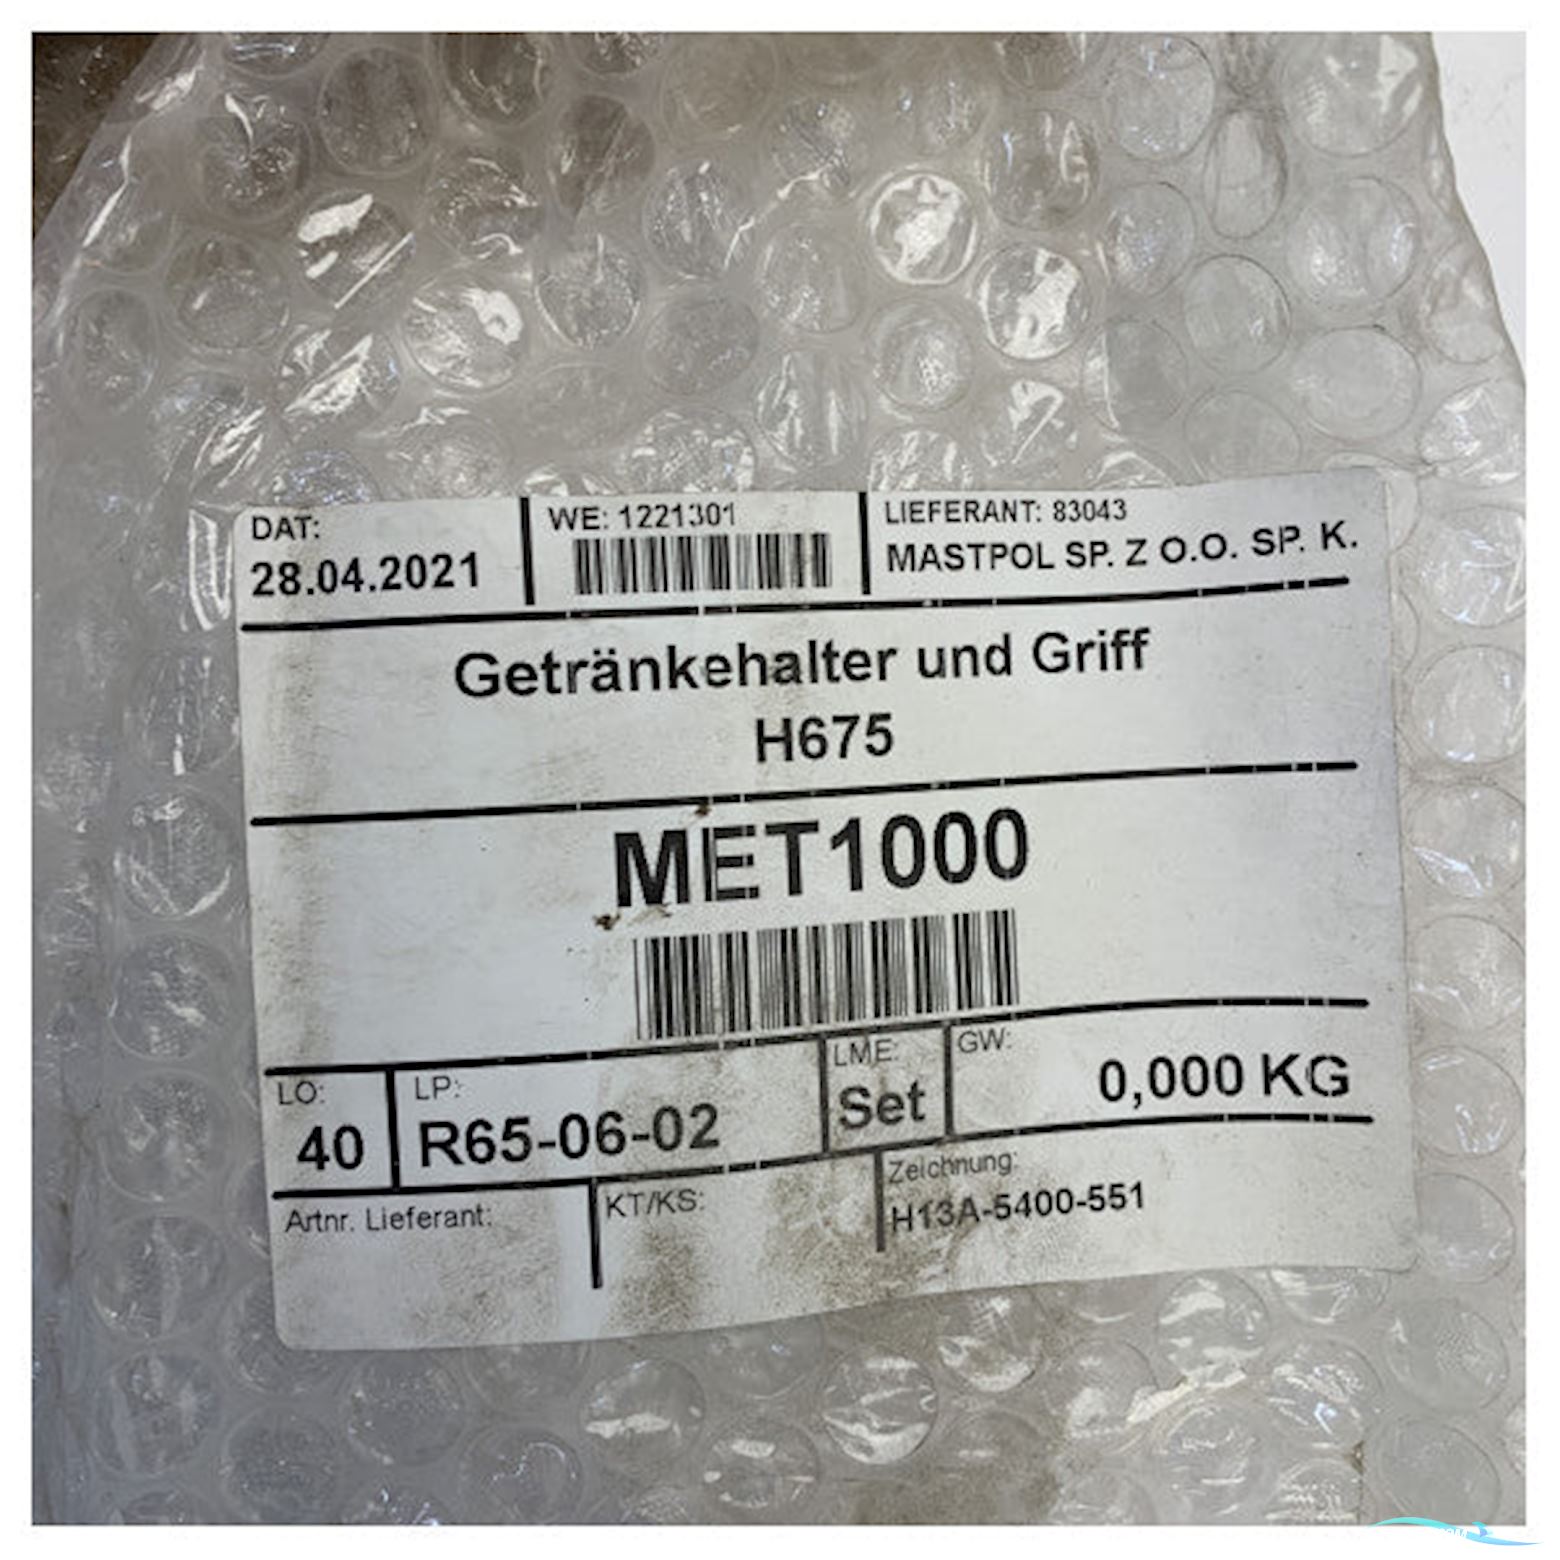 DAT:
28.04.2021
WE: 1221301
LIEFERANT: 83043
MASTPOL SP. Z O.O. SP. K.
Getränkehalter und Griff
H675
MET1000
LO:
40
LP:
R65-06-02
LME:
Set
GW:
0,000 KG
Artnr. Lieferant:
KT/KS:
Zeichnung:
H13A-5400-551